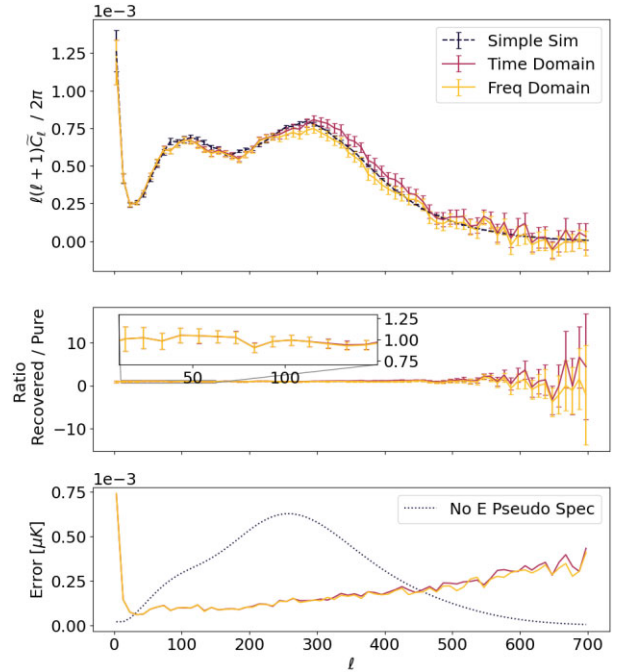 1e−3
1.25
1.00
0.75
0.50
0.25
0.00
ℓ(ℓ + 1)C̃ℓ / 2π
Simple Sim
Time Domain
Freq Domain
10
0
−10
Ratio
Recovered / Pure
1.25
1.00
0.75
50
100
1e−3
0.75
0.50
0.25
0.00
Error [μK]
No E Pseudo Spec
0
100
200
300
400
500
600
700
ℓ